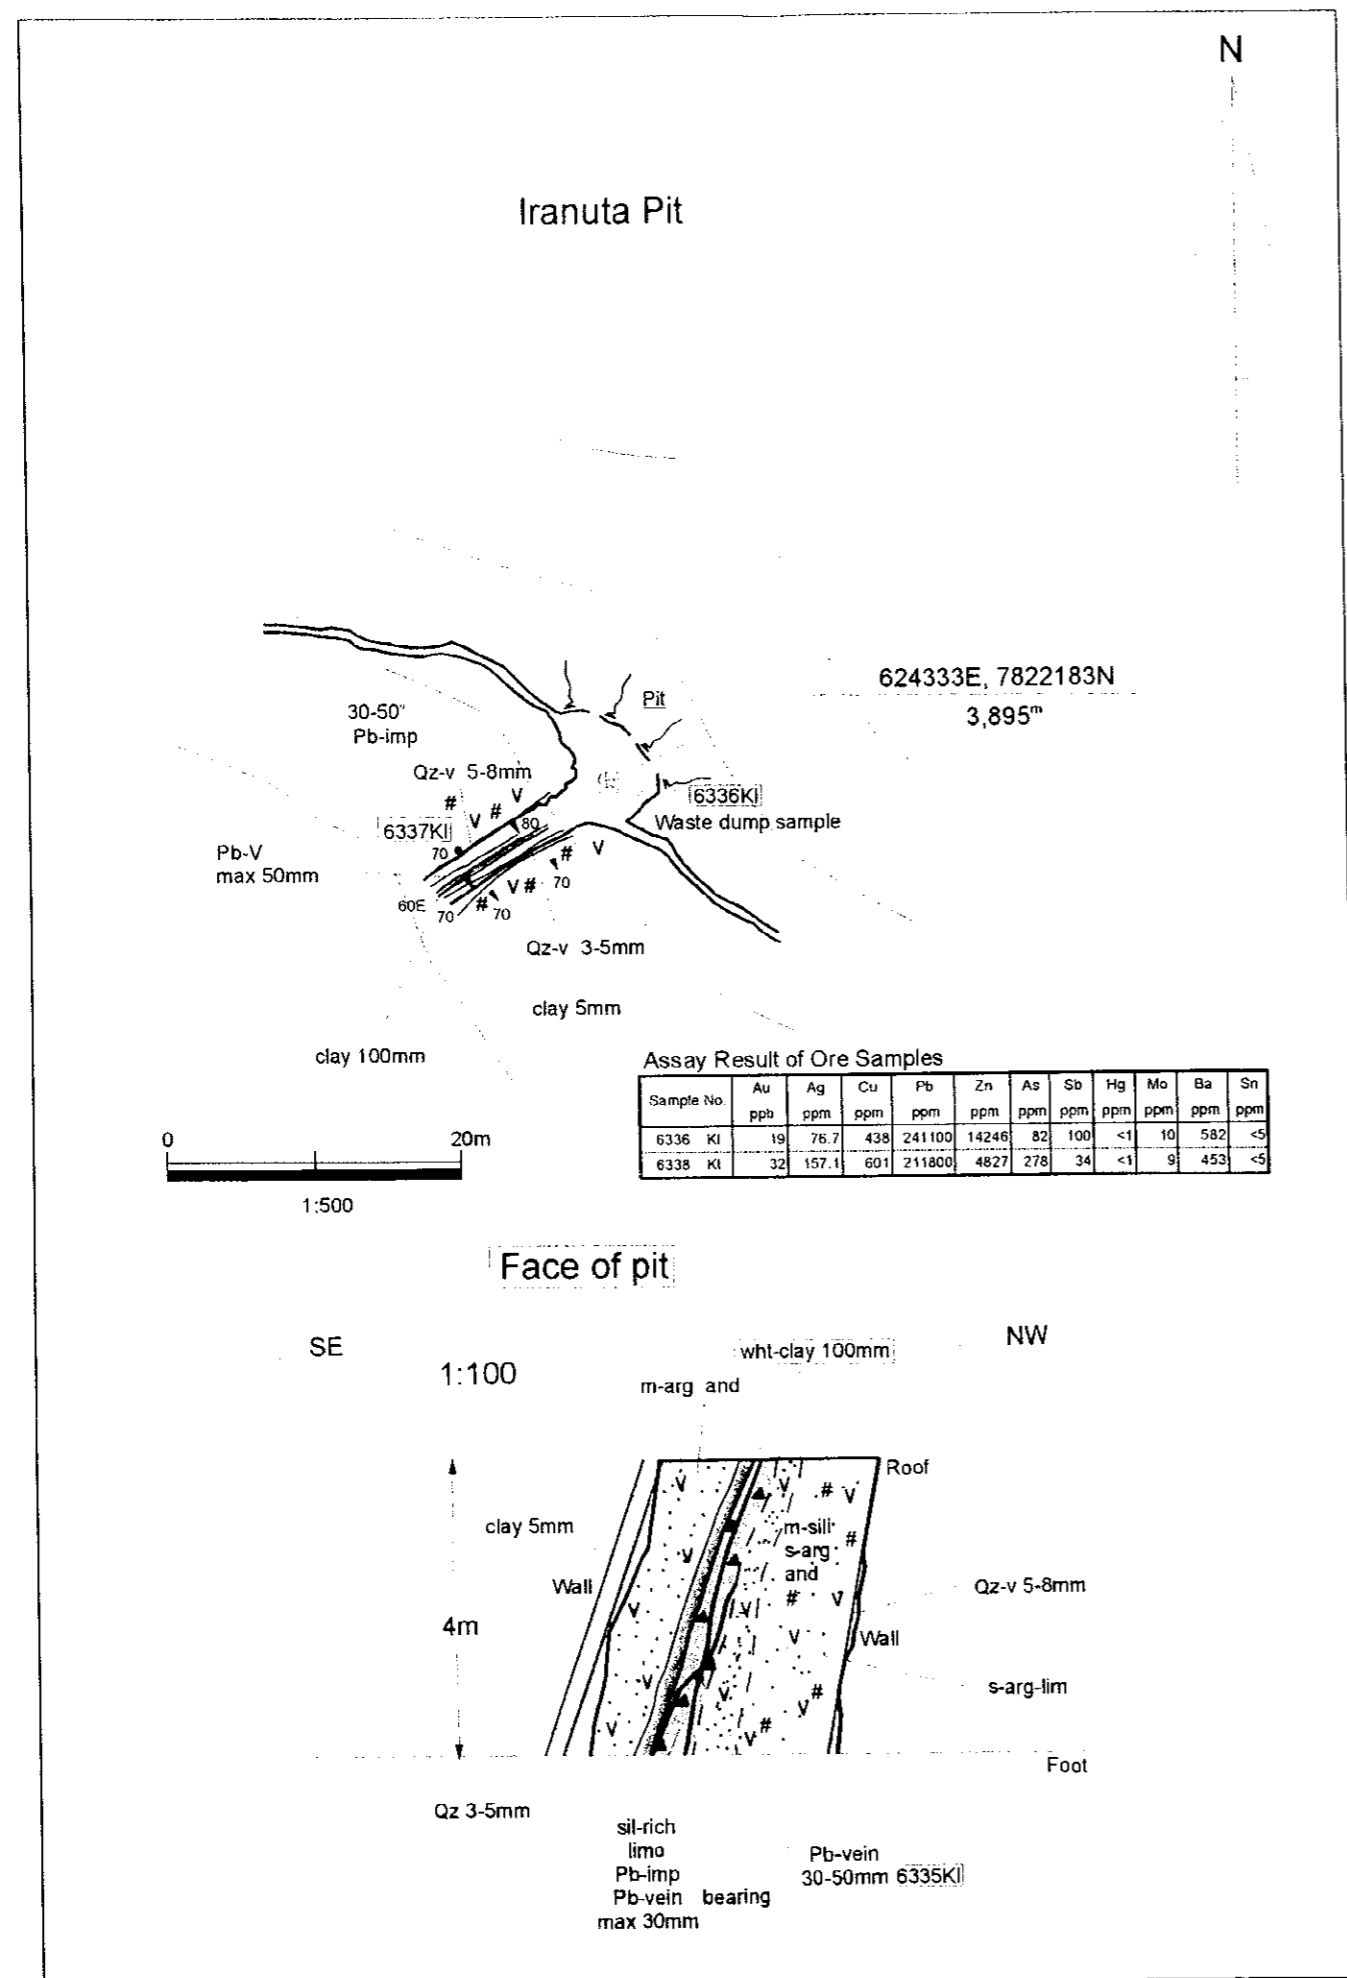 N
Iranuta Pit
624333E, 7822183N
3,895m
Pit
30-50"
Pb-imp
Qz-v 5-8mm
# V # V
6336KI
Waste dump sample
6337KI
80
70
Pb-V
max 50mm
# V
V #
70
60E
70
#
70
Qz-v 3-5mm
clay 5mm
clay 100mm
Assay Result of Ore Samples
Sample No. Au ppb Ag ppm Cu ppm Pb ppm Zn ppm As ppm Sb ppm Hg ppm Mo ppm Ba ppm Sn ppm
6336 KI 19 76.7 438 241100 14246 82 100 <1 10 582 <5
6338 KI 32 157.1 601 211800 4827 278 34 <1 9 453 <5
0 20m
1:500
Face of pit
SE
NW
wht-clay 100mm
1:100
m-arg and
Roof
V V # V
clay 5mm
m-sili
s-arg
and
#
V
Wall
Qz-v 5-8mm
V V # V
4m
V
Wall
s-arg-lim
V V V #
V V #
Foot
Qz 3-5mm
sil-rich
limo
Pb-imp
Pb-vein bearing
max 30mm
Pb-vein
30-50mm 6335KI